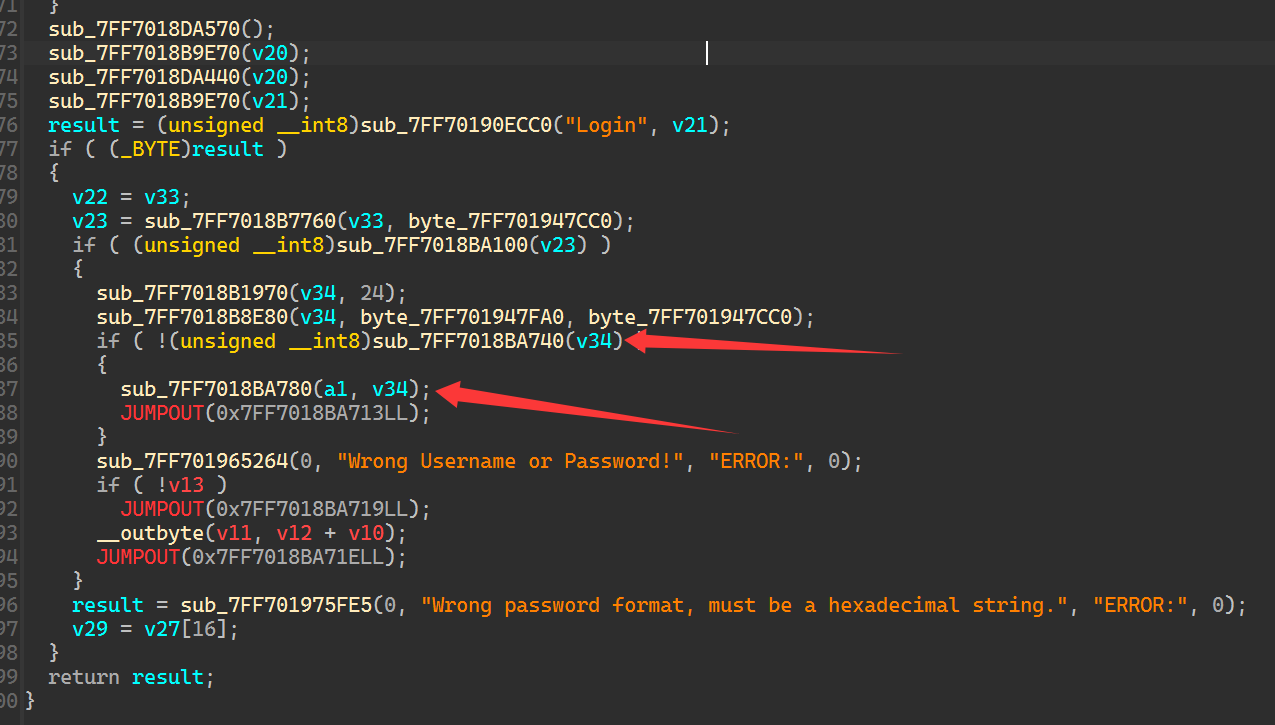 71   }
72   sub_7FF7018DA570();
73   sub_7FF7018B9E70(v20);
74   sub_7FF7018DA440(v20);
75   sub_7FF7018B9E70(v21);
76   result = (unsigned __int8)sub_7FF70190ECC0("Login", v21);
77   if ( (_BYTE)result )
78   {
79     v22 = v33;
80     v23 = sub_7FF7018B7760(v33, byte_7FF701947CC0);
81     if ( (unsigned __int8)sub_7FF7018BA100(v23) )
82     {
83       sub_7FF7018B1970(v34, 24);
84       sub_7FF7018B8E80(v34, byte_7FF701947FA0, byte_7FF701947CC0);
85       if ( !(unsigned __int8)sub_7FF7018BA740(v34)
86       {
87         sub_7FF7018BA780(a1, v34);
88         JUMPOUT(0x7FF7018BA713LL);
89       }
90       sub_7FF701965264(0, "Wrong Username or Password!", "ERROR:", 0);
91       if ( !v13 )
92         JUMPOUT(0x7FF7018BA719LL);
93       __outbyte(v11, v12 + v10);
94       JUMPOUT(0x7FF7018BA71ELL);
95     }
96     result = sub_7FF701975FE5(0, "Wrong password format, must be a hexadecimal string.", "ERROR:", 0);
97     v29 = v27[16];
98   }
99   return result;
00 }